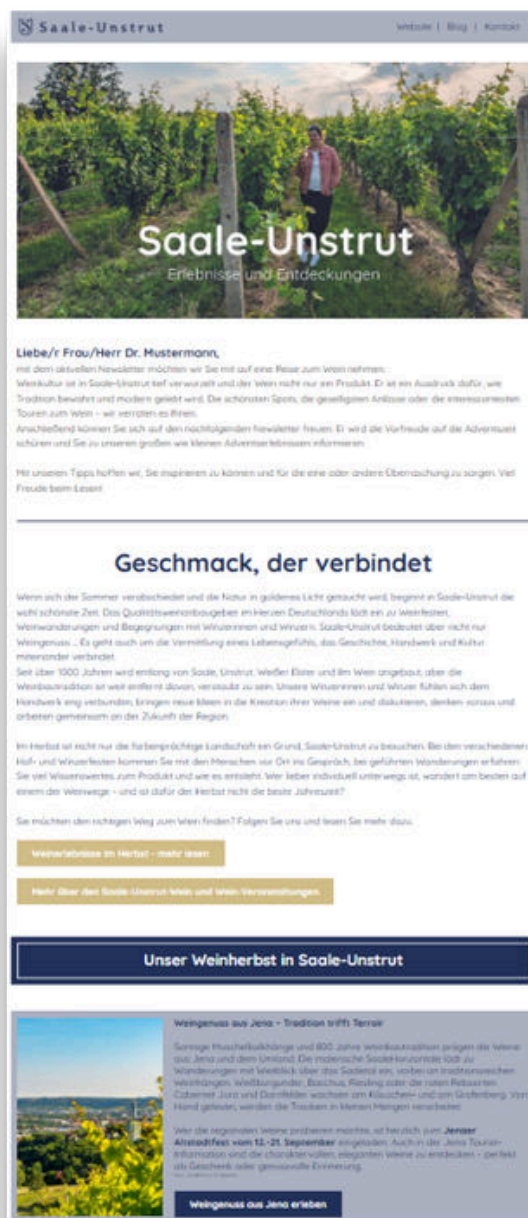 Saale-Unstrut
Website | Blog | Kontakt
Saale-Unstrut
Erlebnisse und Entdeckungen
Liebe/r Frau/Herr Dr. Mustermann,
mit dem aktuellen Newsletter möchten wir Sie mit auf eine Reise zum Wein nehmen.
Weinkultur ist in Saale-Unstrut tief verwurzelt und der Wein nicht nur ein Produkt. Er ist ein Ausdruck dafür, wie
Tradition bewahrt und modern gelebt wird. Die schönsten Spots, die geselligsten Anlässe oder die interessantesten
Touren zum Wein – wir verraten es Ihnen.
Anschließend können Sie sich auf den nachfolgenden Newsletter freuen. Er wird die Vorfreude auf die Adventszeit
schüren und Sie zu unseren großen wie kleinen Adventserlebnissen informieren.
Mit unseren Tipps hoffen wir, Sie inspirieren zu können und für die eine oder andere Überraschung zu sorgen. Viel
Freude beim Lesen!
Geschmack, der verbindet
Wenn sich der Sommer verabschiedet und die Natur in goldenes Licht getaucht wird, beginnt in Saale-Unstrut die
wohl schönste Zeit. Das Qualitätsweinanbaugebiet im Herzen Deutschlands lädt ein zu Weinfesten,
Weinwanderungen und Begegnungen mit Winzerinnen und Winzern. Saale-Unstrut bedeutet aber nicht nur
Weingenuss ... Es geht auch um die Vermittlung eines Lebensgefühls, das Geschichte, Handwerk und Kultur
miteinander verbindet.
Seit über 1000 Jahren wird entlang von Saale, Unstrut, Weißer Elster und Ilm Wein angebaut, aber die
Weinbautradition ist weit entfernt davon, verstaubt zu sein. Unsere Winzerinnen und Winzer fühlen sich dem
Handwerk eng verbunden, bringen neue Ideen in die Kreation ihrer Weine ein und diskutieren, denken voraus und
arbeiten gemeinsam an der Zukunft der Region.
Im Herbst ist nicht nur die farbenprächtige Landschaft ein Grund, Saale-Unstrut zu besuchen. Bei den verschiedenen
Hof- und Winzerfesten kommen Sie mit den Menschen vor Ort ins Gespräch, bei geführten Wanderungen erfahren
Sie viel Wissenswertes zum Produkt und wie es entsteht. Wer lieber individuell unterwegs ist, wandert am besten auf
einem der Weinwege – und ist dafür der Herbst nicht die beste Jahreszeit?
Sie möchten den richtigen Weg zum Wein finden? Folgen Sie uns und lesen Sie mehr dazu.
Weinerlebnisse im Herbst - mehr lesen
Mehr über den Saale-Unstrut-Wein und Wein-Veranstaltungen
Unser Weinherbst in Saale-Unstrut
Weingenuss aus Jena – Tradition trifft Terroir
Sonnige Muschelkalkhänge und 800 Jahre Weinbautradition prägen die Weine
aus Jena und dem Umland. Die malerische SaaleHorizontale lädt zu
Wanderungen mit Weitblick über das Saaletal ein, vorbei an traditionsreichen
Weinhängen. Weißburgunder, Bacchus, Riesling oder die roten Rebsorten
Cabernet Jura und Dornfelder wachsen am Käuzchen- und am Grafenberg. Von
Hand gelesen, werden die Trauben in kleinen Mengen verarbeitet.
Wer die regionalen Weine probieren möchte, ist herzlich zum Jenaer
Altstadtfest vom 12.-21. September eingeladen. Auch in der Jena Tourist-
Information sind die charaktervollen, eleganten Weine zu entdecken – perfekt
als Geschenk oder genussvolle Erinnerung.
Weingenuss aus Jena erleben